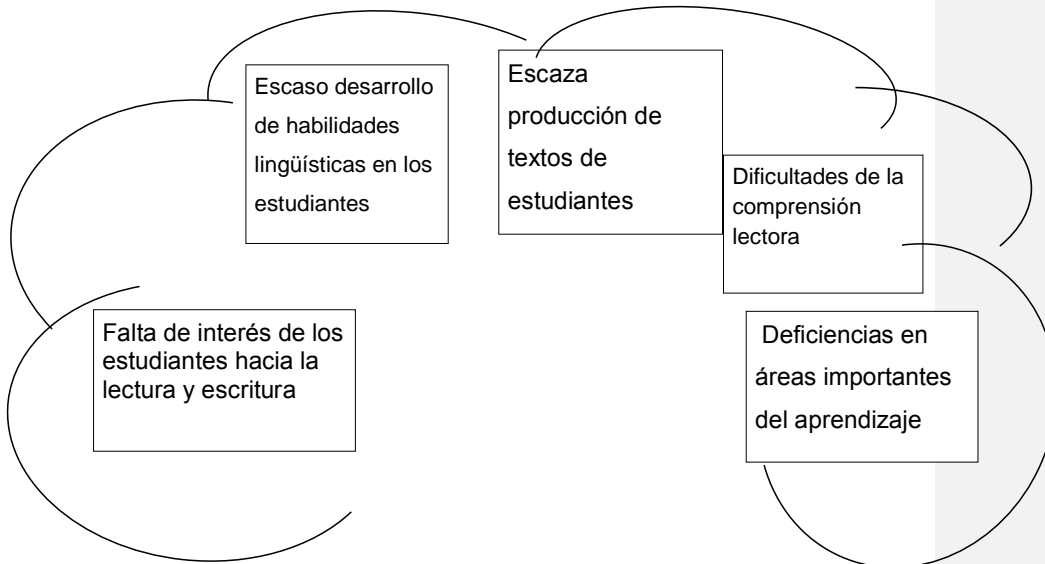 Escaso desarrollo
de habilidades
lingüísticas en los
estudiantes
Escaza
producción de
textos de
estudiantes
Dificultades de la
comprensión
lectora
Falta de interés de los
estudiantes hacia la
lectura y escritura
Deficiencias en
áreas importantes
del aprendizaje